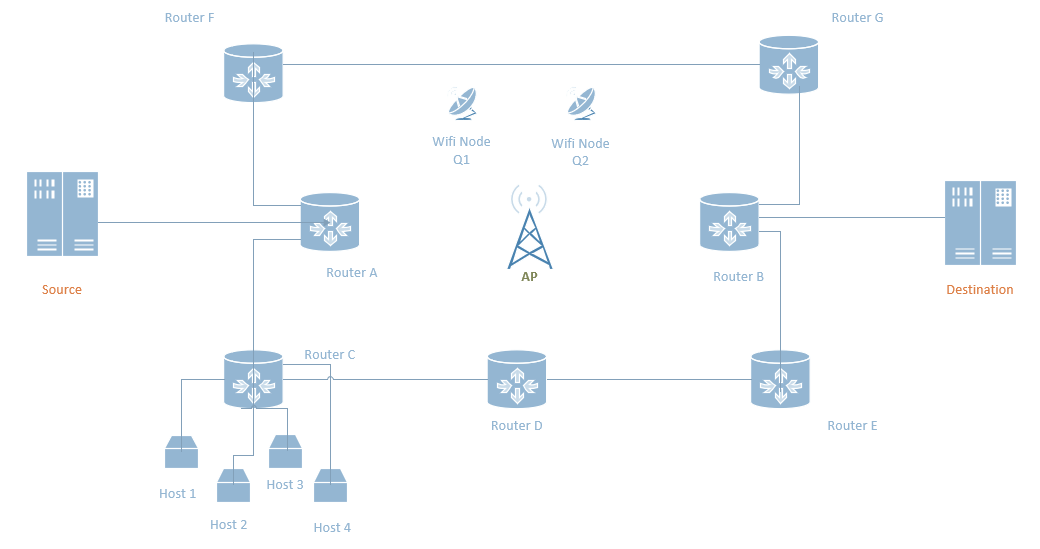 Router F
Router G
Wifi Node
Q1
Wifi Node
Q2
Source
Router A
AP
Router B
Destination
Router C
Router D
Router E
Host 1
Host 3
Host 2
Host 4